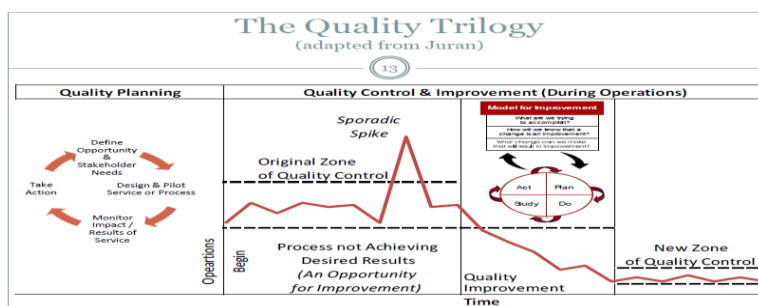 The Quality Trilogy
(adapted from Juran)
13
Quality Planning
Quality Control & Improvement (During Operations)
Define
Opportunity
&
Stakeholder
Needs
Take
Action
Design & Pilot
Service or Process
Monitor
Impact /
Results of
Service
Opeartions
Begin
Sporadic
Spike
Original Zone
of Quality Control
Process not Achieving
Desired Results
(An Opportunity
for Improvement)
Model for Improvement
What are we trying
to accomplish?
How will we know that a
change is an improvement?
What change can we make
that will result in improvement?
Act
Plan
Study
Do
Quality
Improvement
New Zone
of Quality Control
Time